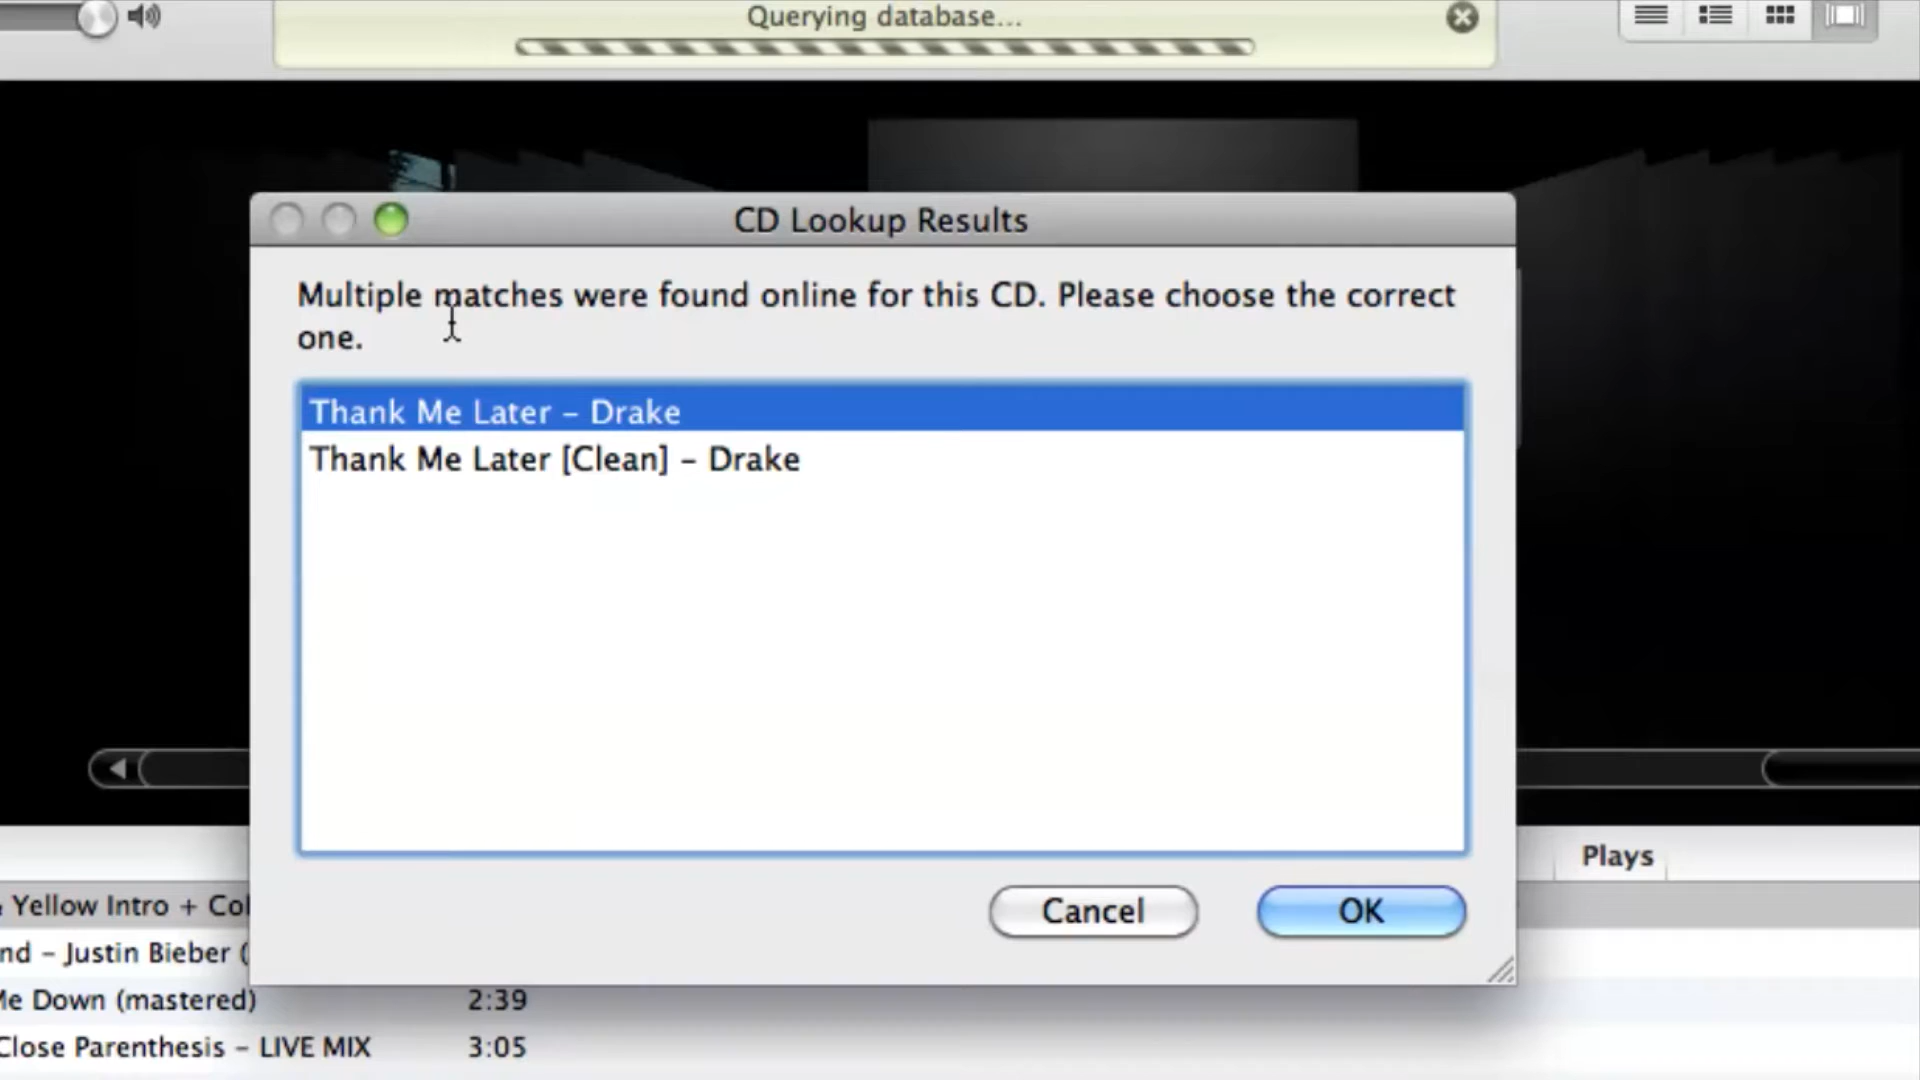 Querying database...
CD Lookup Results
Multiple matches were found online for this CD. Please choose the correct
one.
Thank Me Later – Drake
Thank Me Later [Clean] – Drake
Cancel
OK
Plays
Yellow Intro + Col
nd – Justin Bieber (
Me Down (mastered)
2:39
Close Parenthesis – LIVE MIX
3:05